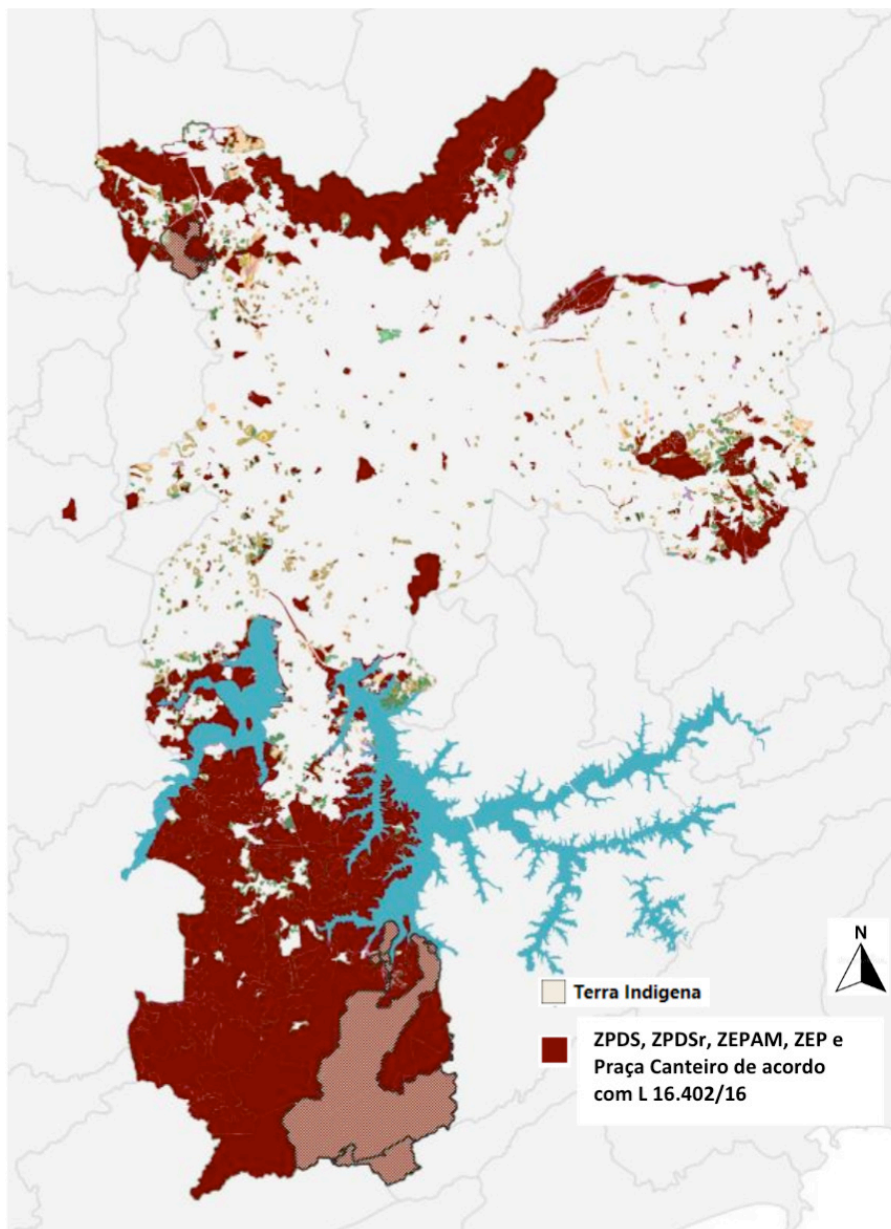 N
Terra Indigena
ZPDS, ZPDSr, ZEPAM, ZEP e
Praça Canteiro de acordo
com L 16.402/16